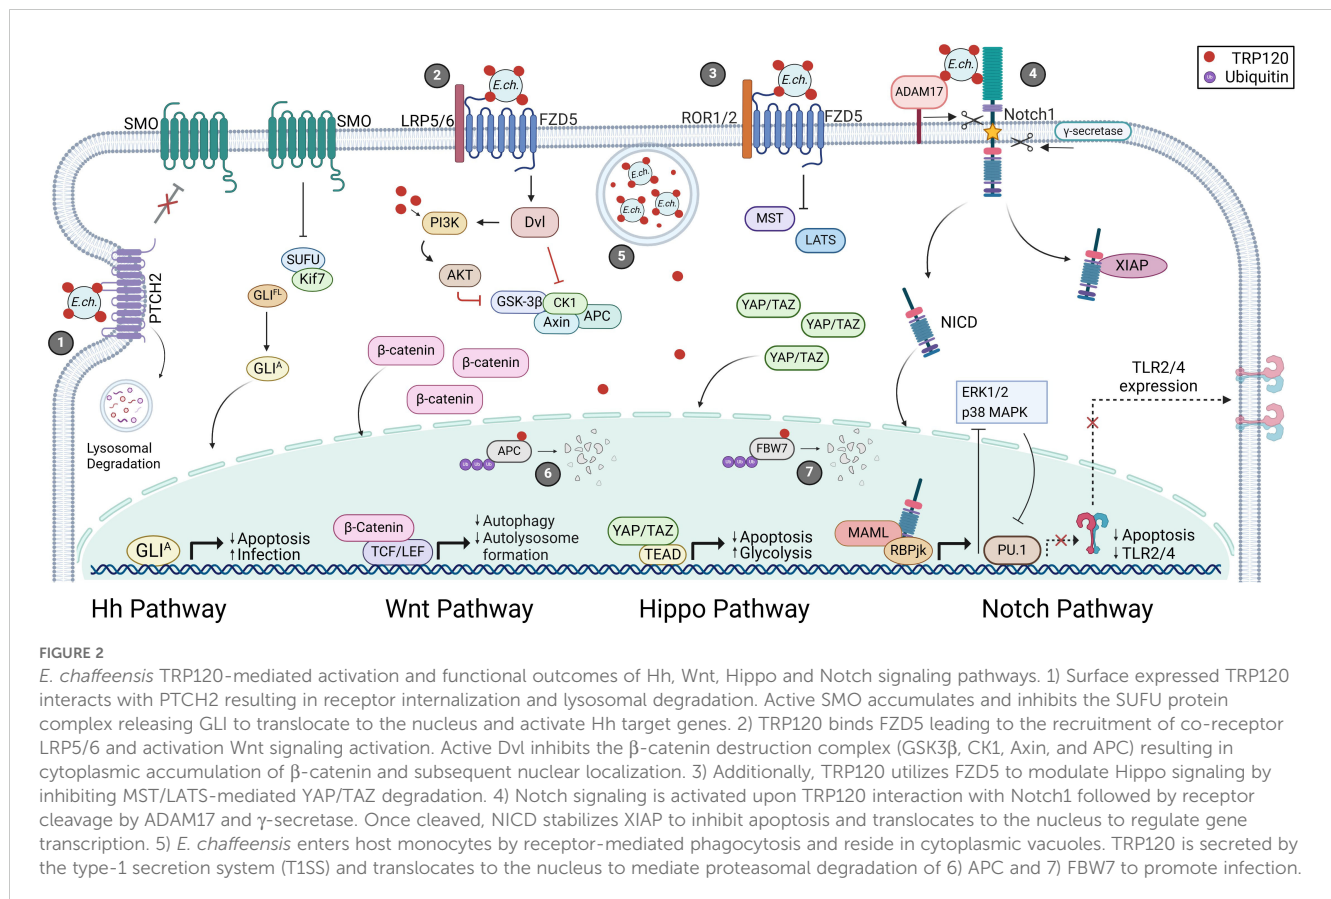 TRP120
Ubiquitin
2
3
4
E.ch.
E.ch.
E.ch.
ADAM17
SMO
SMO
LRP5/6
FZD5
ROR1/2
FZD5
Notch1
γ-secretase
E.ch.
E.ch.
E.ch.
5
PI3K
Dvl
MST
LATS
SUFU
Kif7
AKT
XIAP
GLIFL
GSK-3β
CK1
Axin
APC
E.ch.
PTCH2
1
YAP/TAZ
YAP/TAZ
YAP/TAZ
NICD
β-catenin
β-catenin
β-catenin
GLIA
TLR2/4
expression
ERK1/2
p38 MAPK
Lysosomal
Degradation
APC
Ub Ub Ub
6
FBW7
Ub Ub Ub
7
GLIA
↓Apoptosis
↑Infection
β-Catenin
TCF/LEF
↓Autophagy
↓Autolysosome
formation
YAP/TAZ
TEAD
↓Apoptosis
↑Glycolysis
MAML
RBPjk
PU.1
↓Apoptosis
↓TLR2/4
Hh Pathway
Wnt Pathway
Hippo Pathway
Notch Pathway
FIGURE 2
E. chaffeensis TRP120-mediated activation and functional outcomes of Hh, Wnt, Hippo and Notch signaling pathways. 1) Surface expressed TRP120
interacts with PTCH2 resulting in receptor internalization and lysosomal degradation. Active SMO accumulates and inhibits the SUFU protein
complex releasing GLI to translocate to the nucleus and activate Hh target genes. 2) TRP120 binds FZD5 leading to the recruitment of co-receptor
LRP5/6 and activation Wnt signaling activation. Active Dvl inhibits the β-catenin destruction complex (GSK3β, CK1, Axin, and APC) resulting in
cytoplasmic accumulation of β-catenin and subsequent nuclear localization. 3) Additionally, TRP120 utilizes FZD5 to modulate Hippo signaling by
inhibiting MST/LATS-mediated YAP/TAZ degradation. 4) Notch signaling is activated upon TRP120 interaction with Notch1 followed by receptor
cleavage by ADAM17 and γ-secretase. Once cleaved, NICD stabilizes XIAP to inhibit apoptosis and translocates to the nucleus to regulate gene
transcription. 5) E. chaffeensis enters host monocytes by receptor-mediated phagocytosis and reside in cytoplasmic vacuoles. TRP120 is secreted by
the type-1 secretion system (T1SS) and translocates to the nucleus to mediate proteasomal degradation of 6) APC and 7) FBW7 to promote infection.